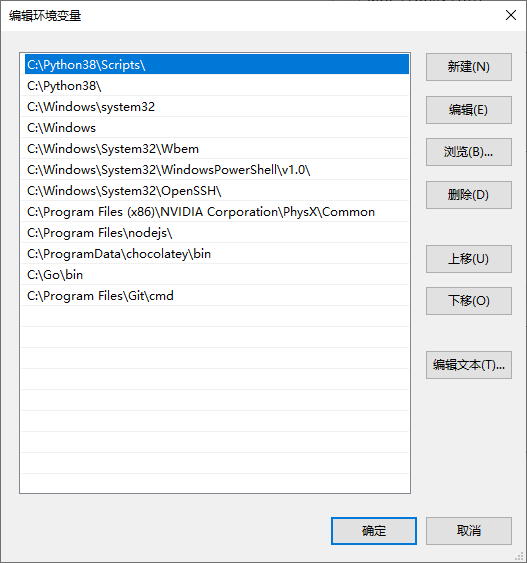 编辑环境变量
C:\Python38\Scripts\
C:\Python38\
C:\Windows\system32
C:\Windows
C:\Windows\System32\Wbem
C:\Windows\System32\WindowsPowerShell\v1.0\
C:\Windows\System32\OpenSSH\
C:\Program Files (x86)\NVIDIA Corporation\PhysX\Common
C:\Program Files\nodejs\
C:\ProgramData\chocolatey\bin
C:\Go\bin
C:\Program Files\Git\cmd
新建(N)
编辑(E)
浏览(B)...
删除(D)
上移(U)
下移(O)
编辑文本(T)...
确定
取消